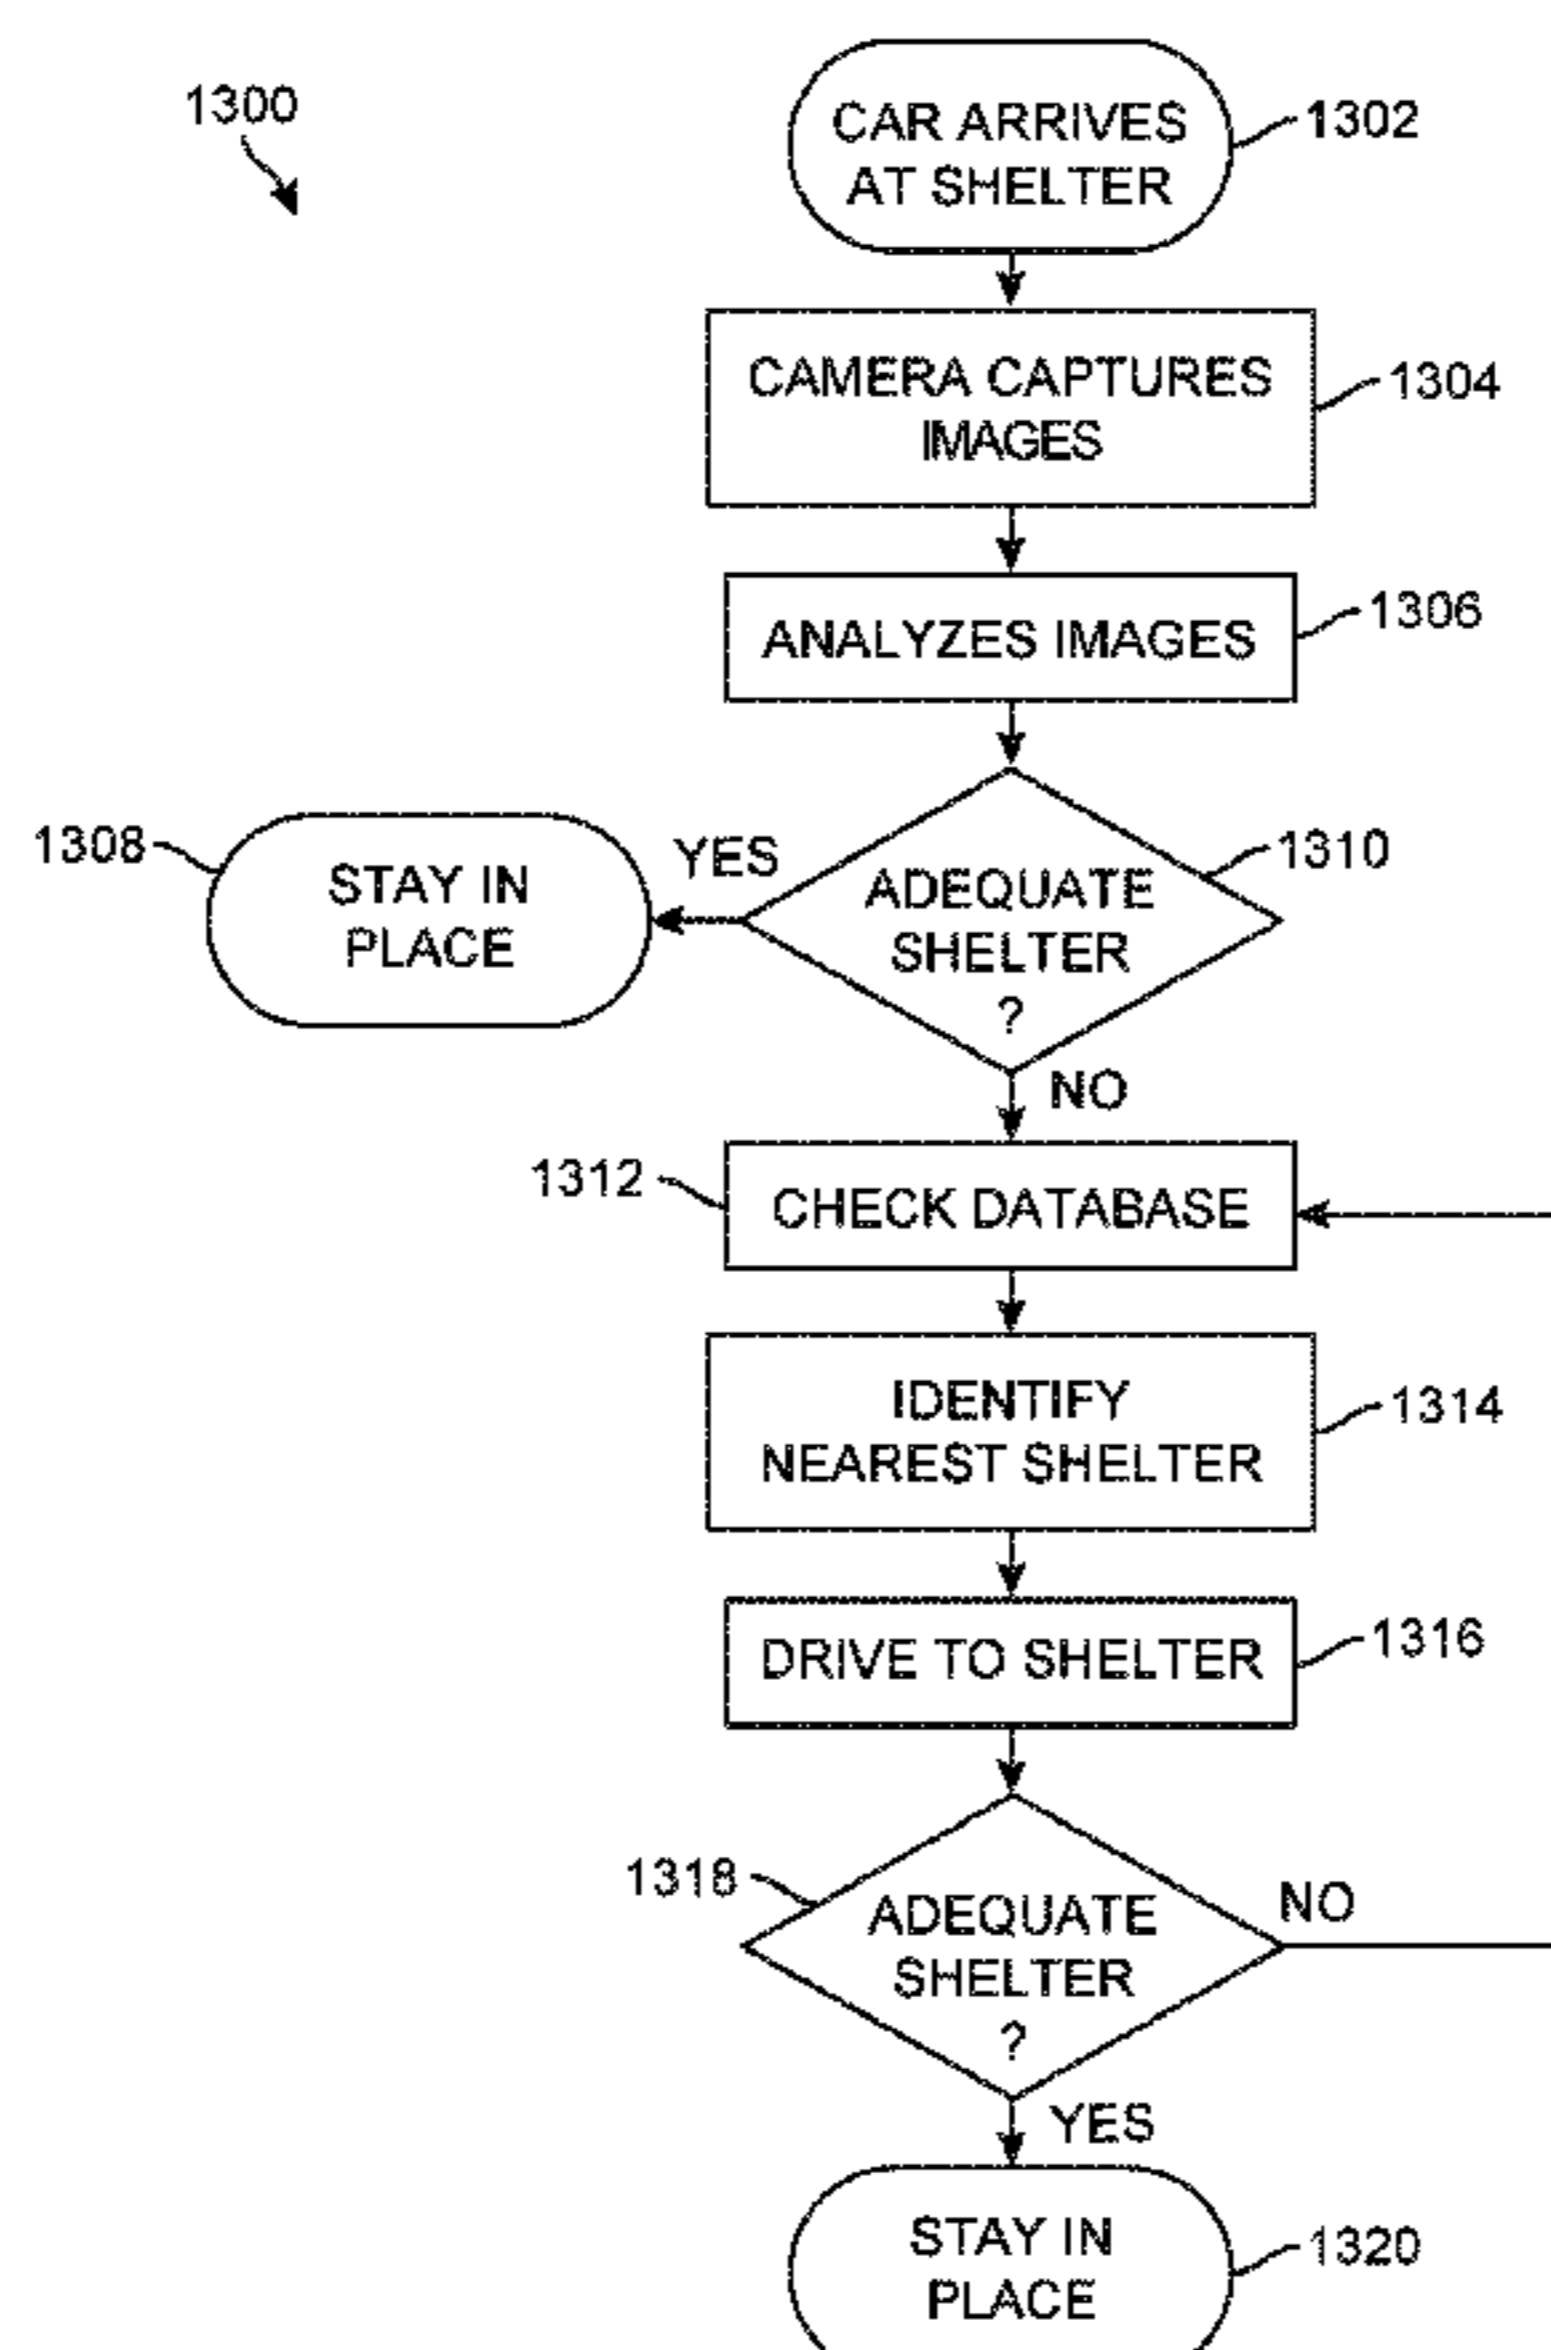 1300
CAR ARRIVES
AT SHELTER
1302
CAMERA CAPTURES
IMAGES
1304
ANALYZES IMAGES
1306
1308
STAY IN
PLACE
YES
ADEQUATE
SHELTER
?
1310
NO
1312
CHECK DATABASE
IDENTIFY
NEAREST SHELTER
1314
DRIVE TO SHELTER
1316
1318
ADEQUATE
SHELTER
?
NO
YES
STAY IN
PLACE
1320